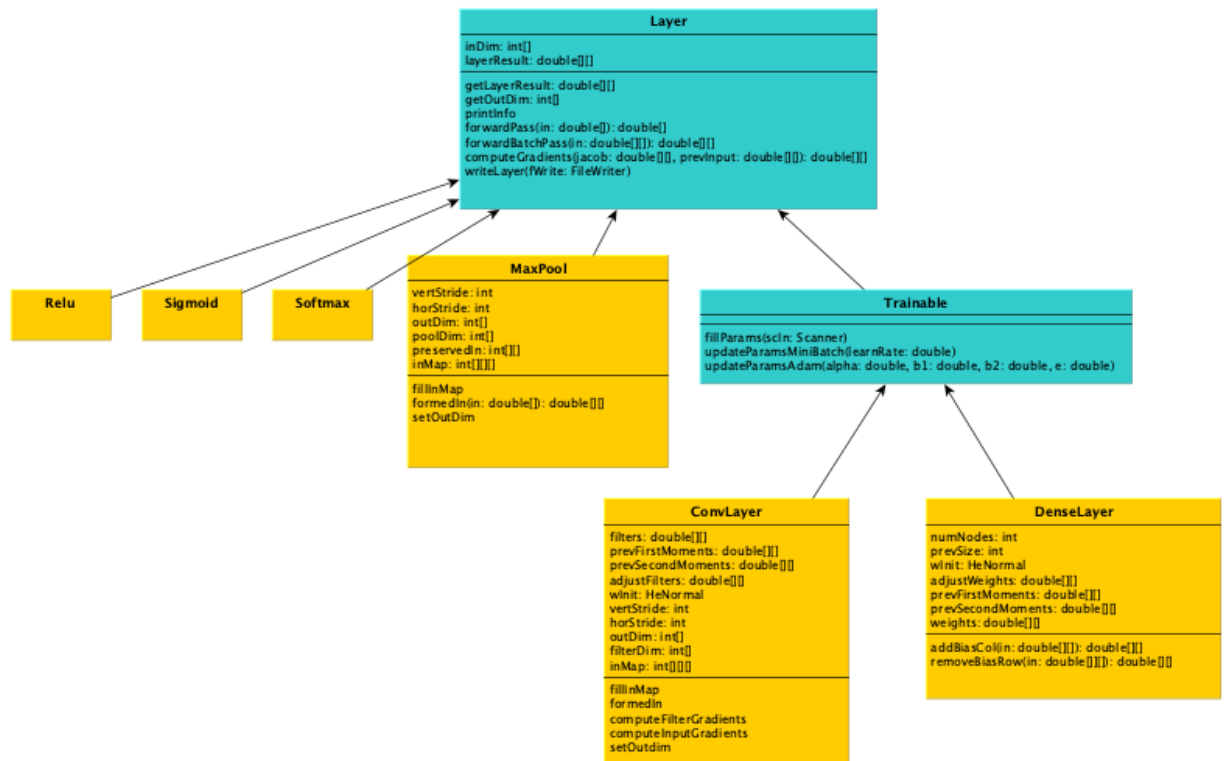 Layer
inDim: int[]
layerResult: double[][]
getLayerResult: double[][]
getOutDim: int[]
printInfo
forwardPass(in: double[]): double[]
forwardBatchPass(in: double[][]): double[][]
computeGradients(jacob: double[][], prevInput: double[][]): double[][]
writeLayer(fWrite: FileWriter)
Relu
Sigmoid
Softmax
MaxPool
vertStride: int
horStride: int
outDim: int[]
poolDim: int[]
preservedIn: int[][]
inMap: int[][][]
fillInMap
formedIn(in: double[]): double[][]
setOutDim
Trainable
fillParams(scIn: Scanner)
updateParamsMiniBatch(learnRate: double)
updateParamsAdam(alpha: double, b1: double, b2: double, e: double)
ConvLayer
filters: double[][]
prevFirstMoments: double[][]
prevSecondMoments: double[][]
adjustFilters: double[][]
wInit: HeNormal
vertStride: int
horStride: int
outDim: int[]
filterDim: int[]
inMap: int[][][]
fillInMap
formedIn
computeFilterGradients
computeInputGradients
setOutdim
DenseLayer
numNodes: int
prevSize: int
wInit: HeNormal
adjustWeights: double[][]
prevFirstMoments: double[][]
prevSecondMoments: double[][]
weights: double[][]
addBiasCol(in: double[][]): double[][]
removeBiasRow(in: double[][]): double[][]